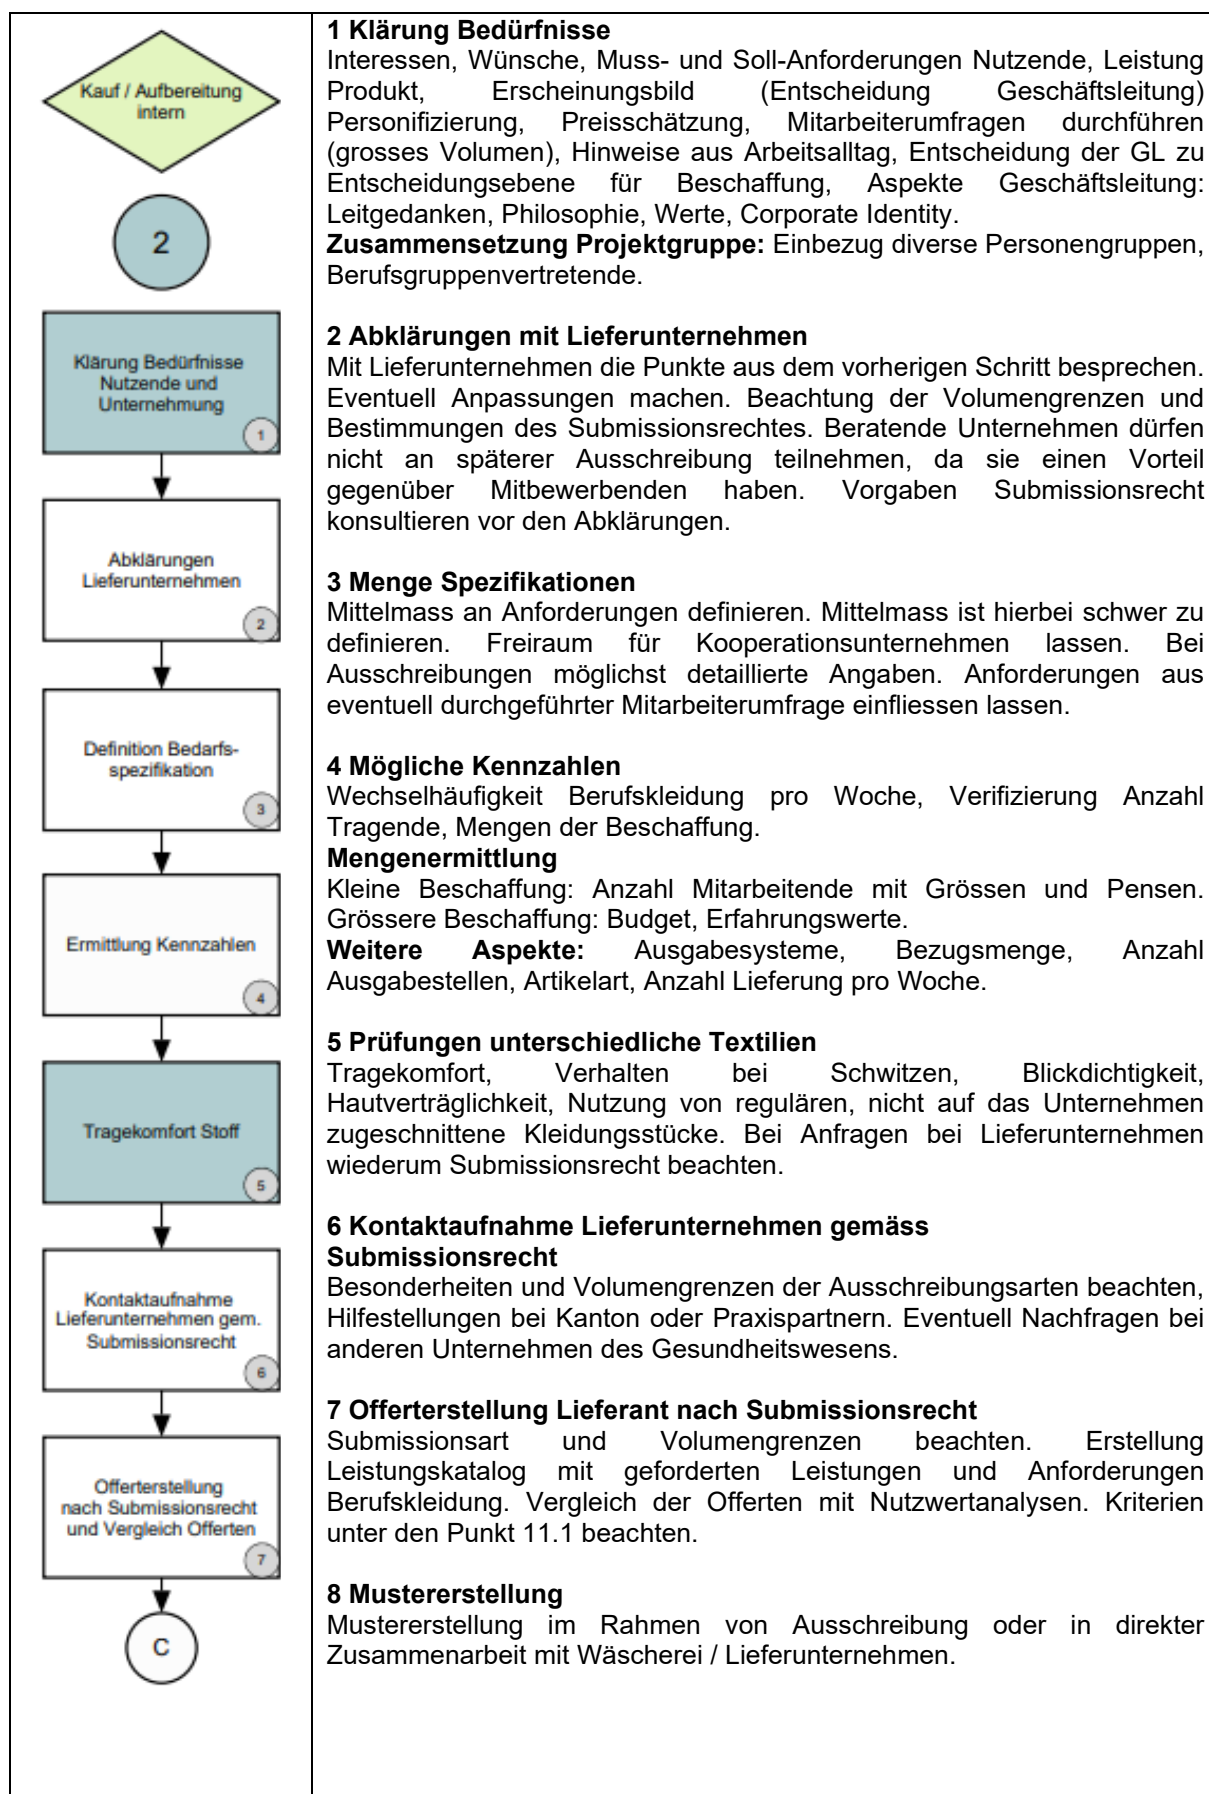 Kauf / Aufbereitung
intern
2
Klärung Bedürfnisse
Nutzende und
Unternehmung
1
Abklärungen
Lieferunternehmen
2
Definition Bedarfs-
spezifikation
3
Ermittlung Kennzahlen
4
Tragekomfort Stoff
5
Kontaktaufnahme
Lieferunternehmen gem.
Submissionsrecht
6
Offerterstellung
nach Submissionsrecht
und Vergleich Offerten
7
C
1 Klärung Bedürfnisse
Interessen, Wünsche, Muss- und Soll-Anforderungen Nutzende, Leistung
Produkt, Erscheinungsbild (Entscheidung Geschäftsleitung)
Personifizierung, Preisschätzung, Mitarbeiterumfragen durchführen
(grosses Volumen), Hinweise aus Arbeitsalltag, Entscheidung der GL zu
Entscheidungsebene für Beschaffung, Aspekte Geschäftsleitung:
Leitgedanken, Philosophie, Werte, Corporate Identity.
Zusammensetzung Projektgruppe: Einbezug diverse Personengruppen,
Berufsgruppenvertretende.
2 Abklärungen mit Lieferunternehmen
Mit Lieferunternehmen die Punkte aus dem vorherigen Schritt besprechen.
Eventuell Anpassungen machen. Beachtung der Volumengrenzen und
Bestimmungen des Submissionsrechtes. Beratende Unternehmen dürfen
nicht an späterer Ausschreibung teilnehmen, da sie einen Vorteil
gegenüber Mitbewerbenden haben. Vorgaben Submissionsrecht
konsultieren vor den Abklärungen.
3 Menge Spezifikationen
Mittelmass an Anforderungen definieren. Mittelmass ist hierbei schwer zu
definieren. Freiraum für Kooperationsunternehmen lassen. Bei
Ausschreibungen möglichst detaillierte Angaben. Anforderungen aus
eventuell durchgeführter Mitarbeiterumfrage einfliessen lassen.
4 Mögliche Kennzahlen
Wechselhäufigkeit Berufskleidung pro Woche, Verifizierung Anzahl
Tragende, Mengen der Beschaffung.
Mengenermittlung
Kleine Beschaffung: Anzahl Mitarbeitende mit Grössen und Pensen.
Grössere Beschaffung: Budget, Erfahrungswerte.
Weitere Aspekte: Ausgabesysteme, Bezugsmenge, Anzahl
Ausgabestellen, Artikelart, Anzahl Lieferung pro Woche.
5 Prüfungen unterschiedliche Textilien
Tragekomfort, Verhalten bei Schwitzen, Blickdichtigkeit,
Hautverträglichkeit, Nutzung von regulären, nicht auf das Unternehmen
zugeschnittene Kleidungsstücke. Bei Anfragen bei Lieferunternehmen
wiederum Submissionsrecht beachten.
6 Kontaktaufnahme Lieferunternehmen gemäss
Submissionsrecht
Besonderheiten und Volumengrenzen der Ausschreibungsarten beachten,
Hilfestellungen bei Kanton oder Praxispartnern. Eventuell Nachfragen bei
anderen Unternehmen des Gesundheitswesens.
7 Offerterstellung Lieferant nach Submissionsrecht
Submissionsart und Volumengrenzen beachten. Erstellung
Leistungskatalog mit geforderten Leistungen und Anforderungen
Berufskleidung. Vergleich der Offerten mit Nutzwertanalysen. Kriterien
unter den Punkt 11.1 beachten.
8 Mustererstellung
Mustererstellung im Rahmen von Ausschreibung oder in direkter
Zusammenarbeit mit Wäscherei / Lieferunternehmen.